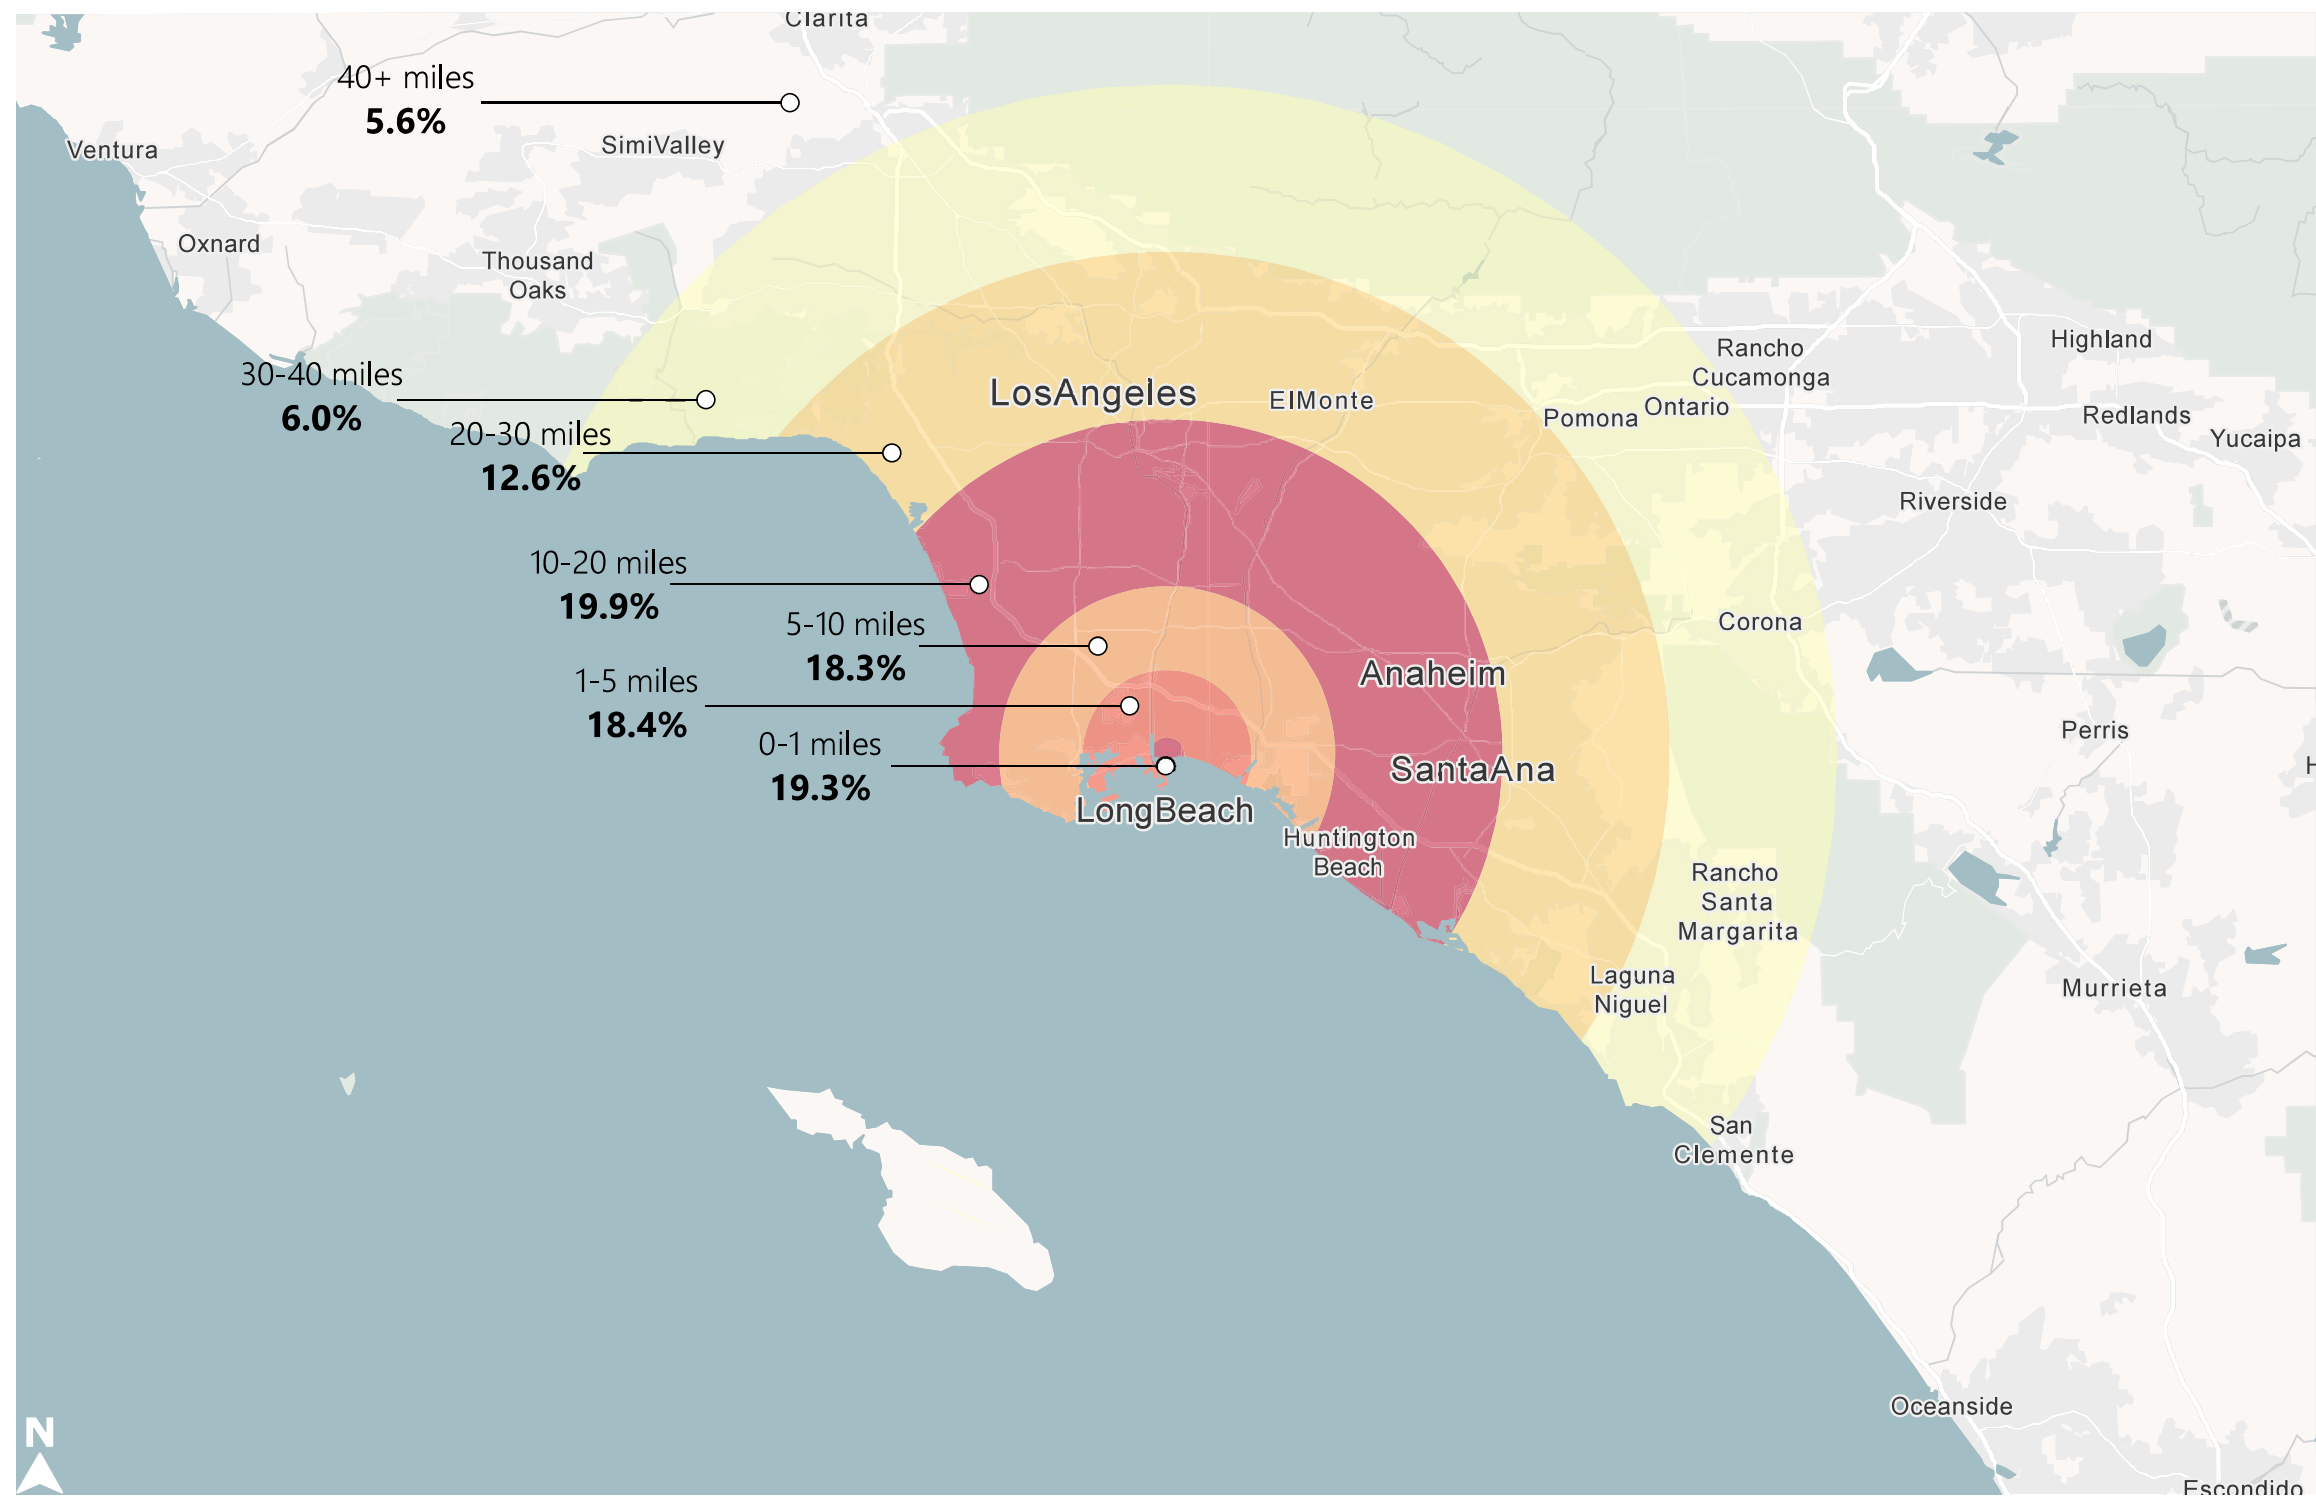 Clarita
40+ miles
5.6%
Ventura
SimiValley
Oxnard
Thousand
Oaks
Highland
Rancho
Cucamonga
30-40 miles
6.0%
LosAngeles
ElMonte
Pomona
Ontario
Redlands
Yucaipa
20-30 miles
12.6%
Riverside
10-20 miles
19.9%
5-10 miles
18.3%
Corona
1-5 miles
18.4%
Anaheim
0-1 miles
19.3%
Perris
SantaAna
H
LongBeach
Huntington
Beach
Rancho
Santa
Margarita
Laguna
Niguel
Murrieta
San
Clemente
Oceanside
N
Escondido